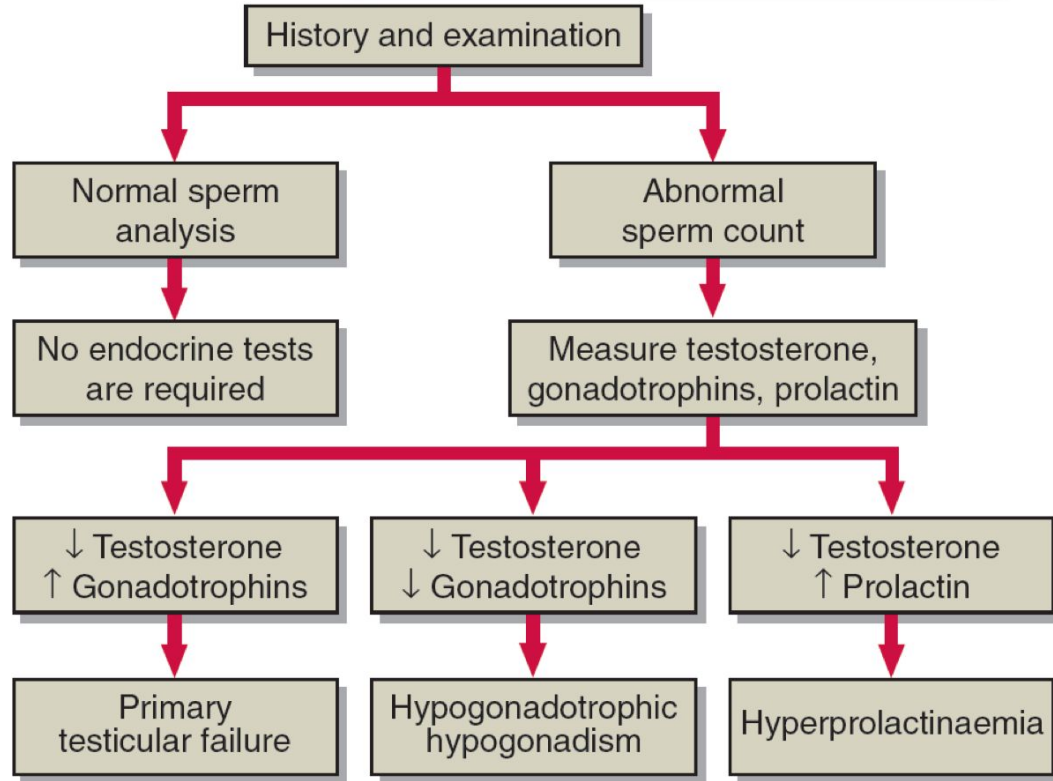 History and examination
Normal sperm
analysis
Abnormal
sperm count
No endocrine tests
are required
Measure testosterone,
gonadotrophins, prolactin
↓ Testosterone
↑ Gonadotrophins
↓ Testosterone
↓ Gonadotrophins
↓ Testosterone
↑ Prolactin
Primary
testicular failure
Hypogonadotrophic
hypogonadism
Hyperprolactinaemia